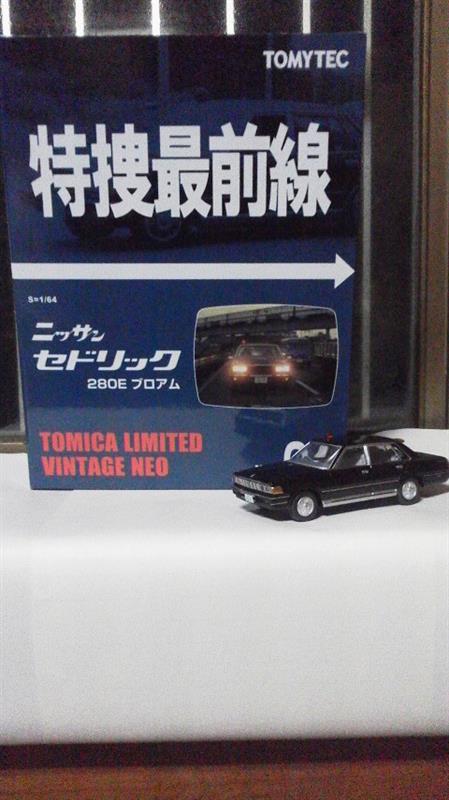 TOMYTEC
特捜最前線
S=1/64
ニッサン
セドリック
280E ブロアム
TOMICA LIMITED
VINTAGE NEO